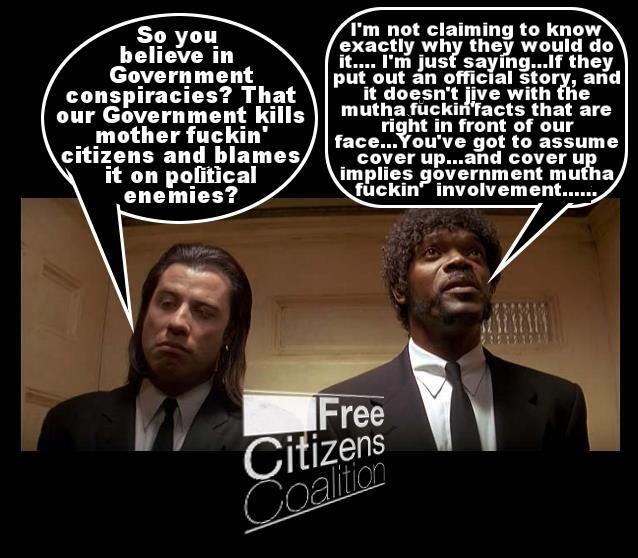 So you
believe in
Government
conspiracies? That
our Government kills
mother fuckin'
citizens and blames
it on political
enemies?
I'm not claiming to know
exactly why they would do
it.... I'm just saying...If they
put out an official story, and
it doesn't jive with the
mutha fuckin'facts that are
right in front of our
face...You've got to assume
cover up...and cover up
implies government mutha
fuckin' involvement......
Free
Citizens
Coalition